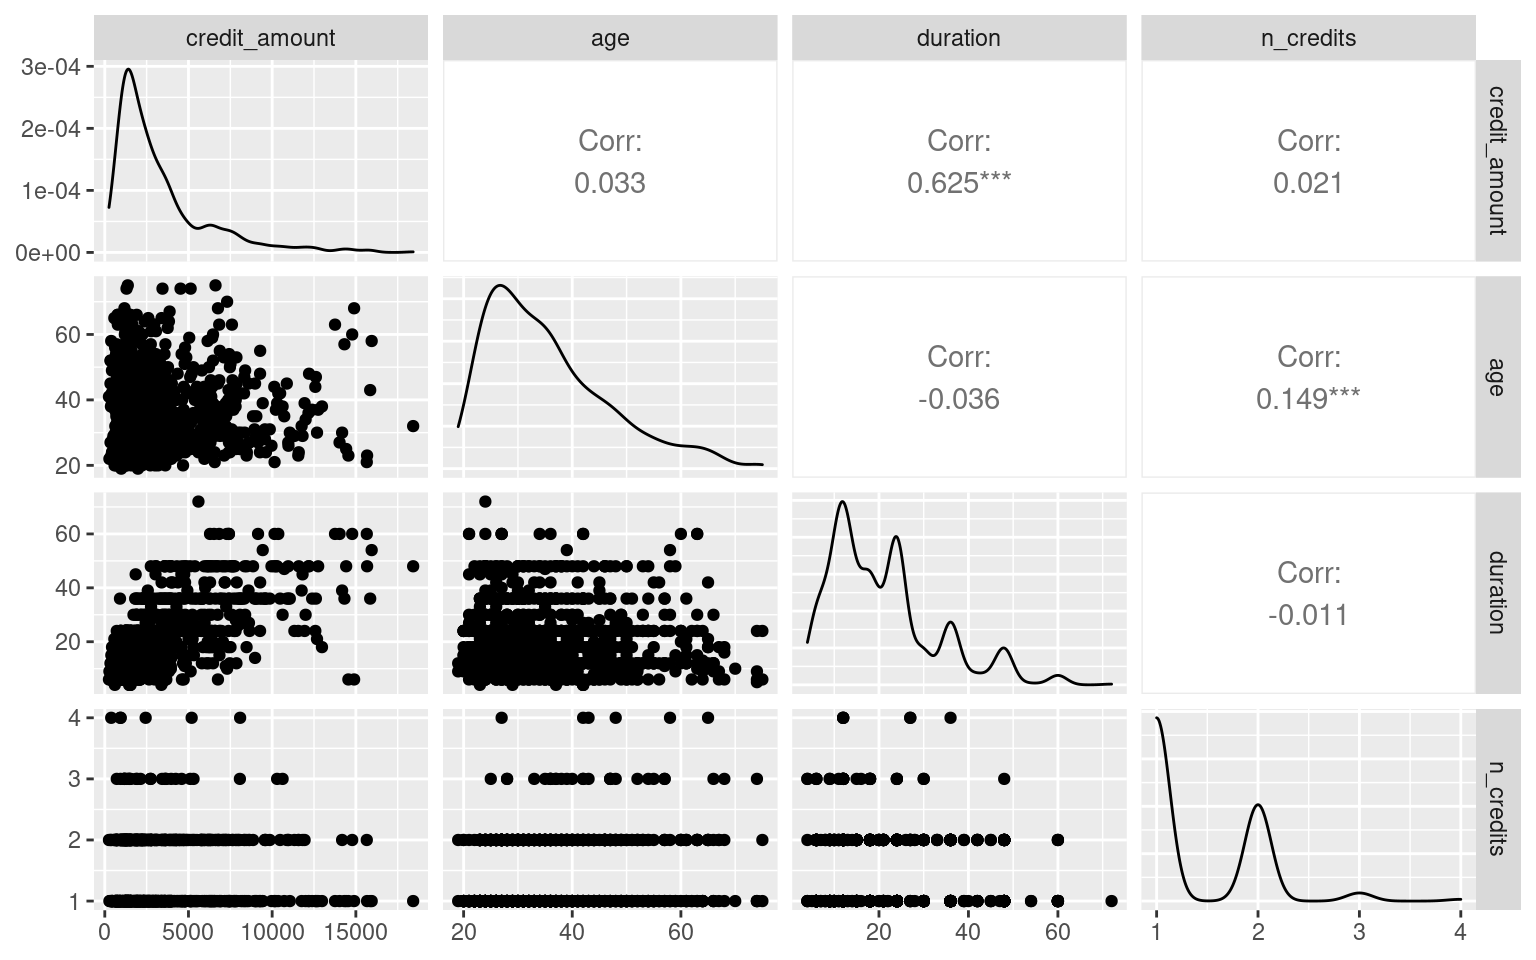 credit_amount
age
duration
n_credits
3e-04
2e-04
1e-04
0e+00
Corr:
0.033
Corr:
0.625***
Corr:
0.021
credit_amount
60
40
20
Corr:
-0.036
Corr:
0.149***
age
60
40
20
Corr:
-0.011
duration
4
3
2
1
n_credits
0 5000 10000 15000
20 40 60
20 40 60
1 2 3 4